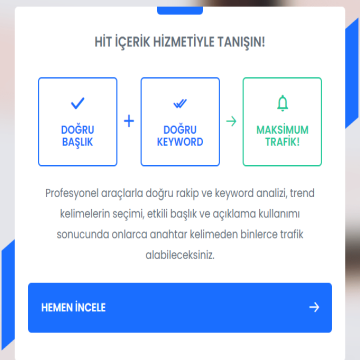 HİT İÇERİK HİZMETİYLE TANIŞIN!
DOĞRU
BAŞLIK
+
DOĞRU
KEYWORD
→
MAKSİMUM
TRAFİK!
Profesyonel araçlarla doğru rakip ve keyword analizi, trend
kelimelerin seçimi, etkili başlık ve açıklama kullanımı
sonucunda onlarca anahtar kelimeden binlerce trafik
alabileceksiniz.
HEMEN İNCELE →